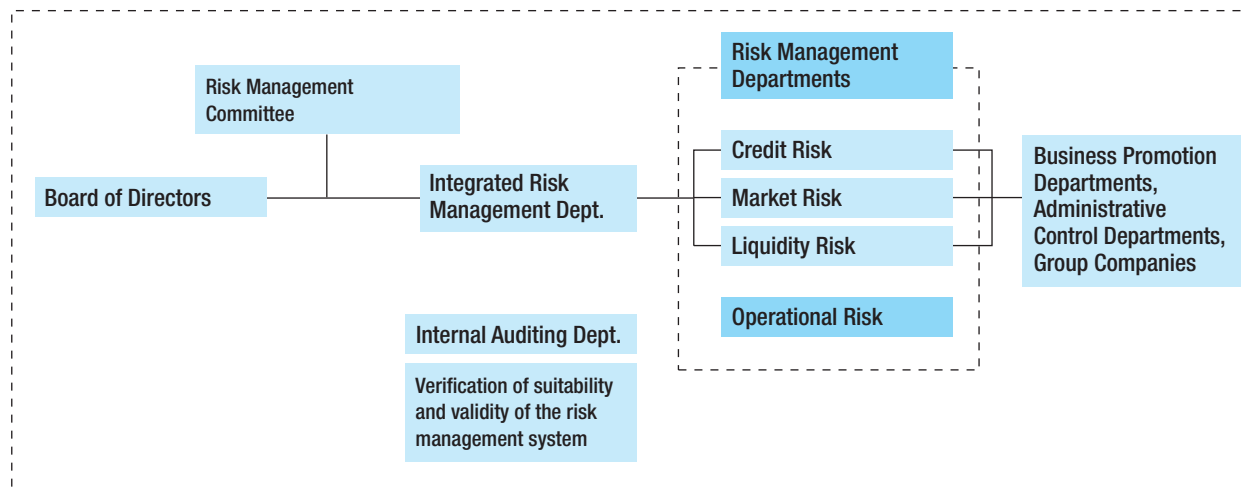 Risk Management
Committee
Board of Directors
Integrated Risk
Management Dept.
Internal Auditing Dept.
Verification of suitability
and validity of the risk
management system
Risk Management
Departments
Credit Risk
Market Risk
Liquidity Risk
Operational Risk
Business Promotion
Departments,
Administrative
Control Departments,
Group Companies